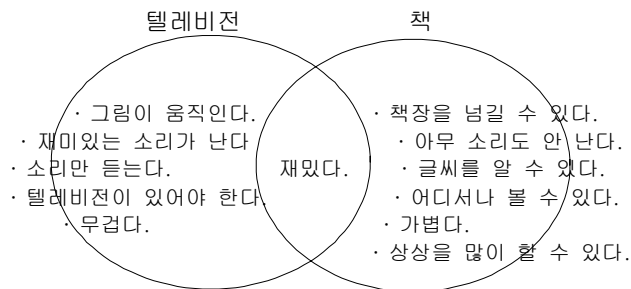 텔레비전
책
· 그림이 움직인다.
· 재미있는 소리가 난다
· 소리만 듣는다.
· 텔레비전이 있어야 한다.
· 무겁다.
재밌다.
· 책장을 넘길 수 있다.
· 아무 소리도 안 난다.
· 글씨를 알 수 있다.
· 어디서나 볼 수 있다.
· 가볍다.
· 상상을 많이 할 수 있다.